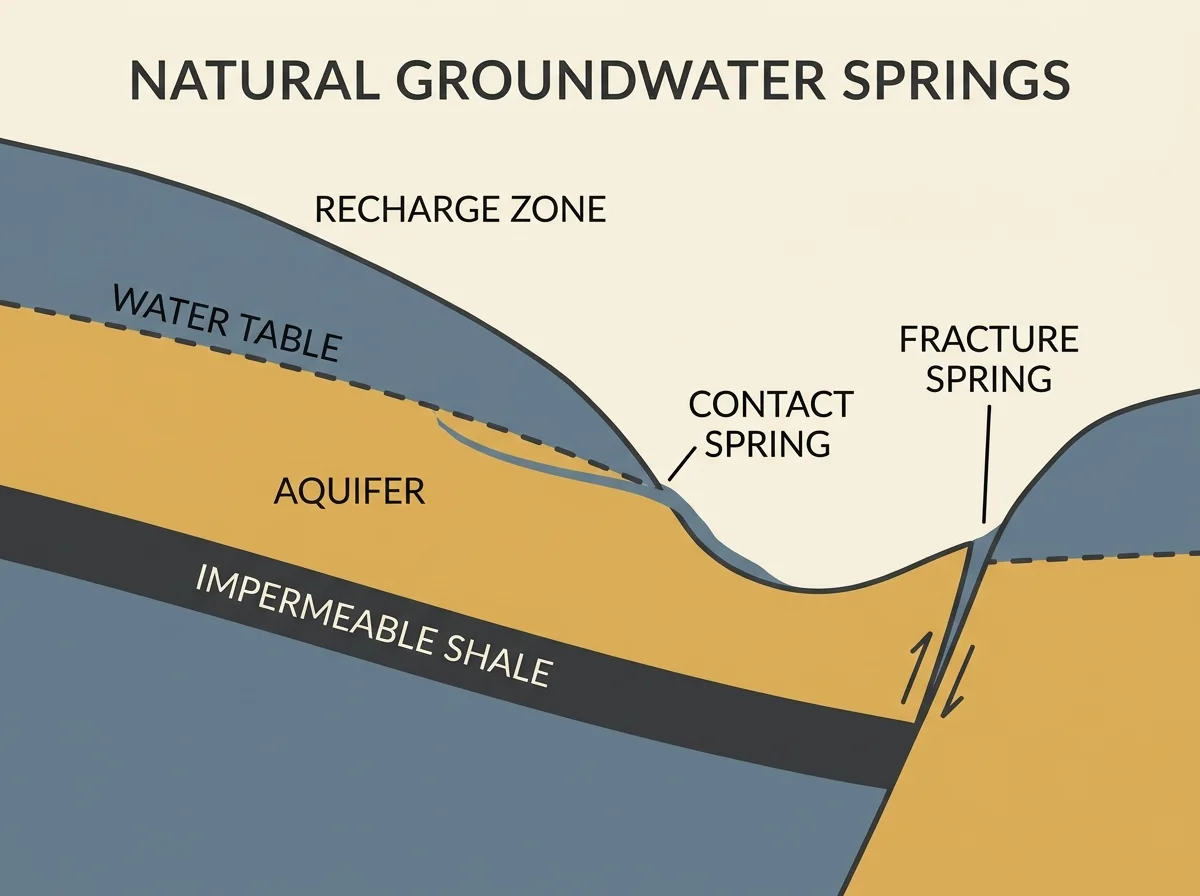 NATURAL GROUNDWATER SPRINGS
RECHARGE ZONE
WATER TABLE
FRACTURE
SPRING
CONTACT
SPRING
AQUIFER
IMPERMEABLE SHALE